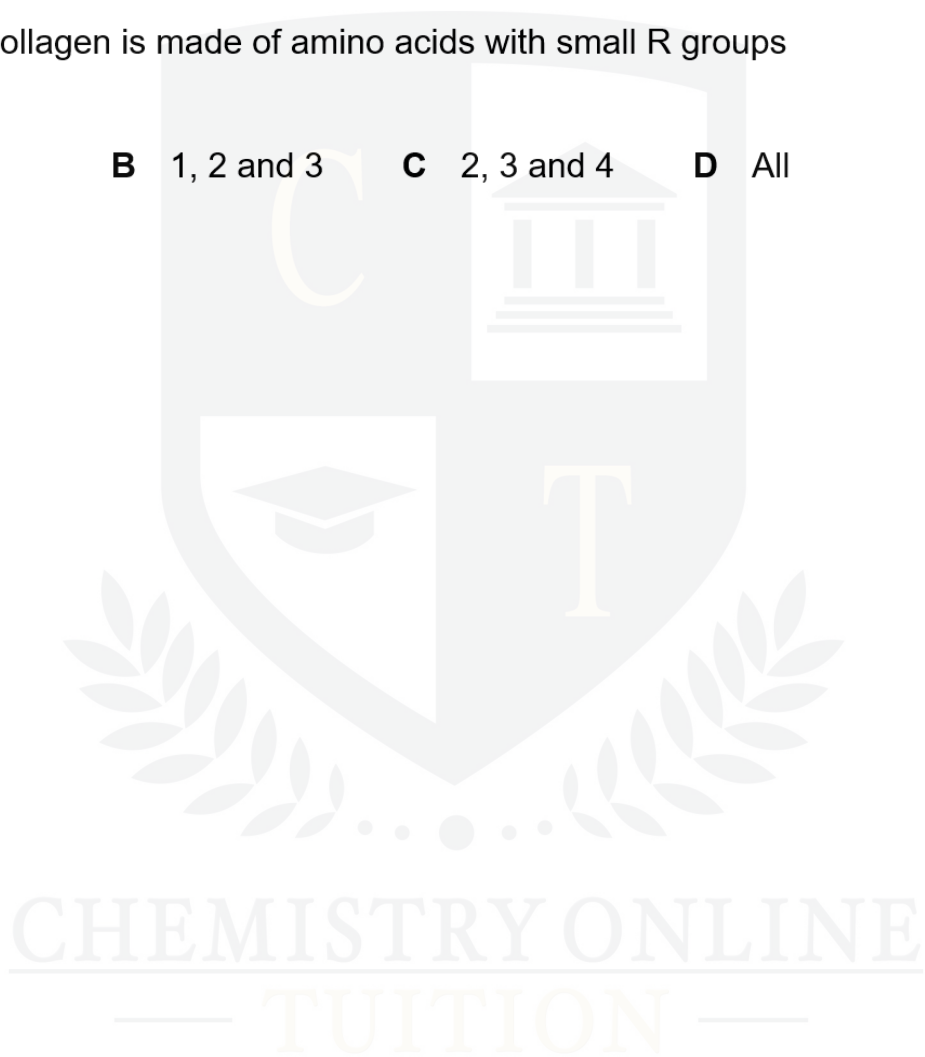 ollagen is made of amino acids with small R groups
B 1, 2 and 3 C 2, 3 and 4 D All
C
T
CHEMISTRY ONLINE
TUITION